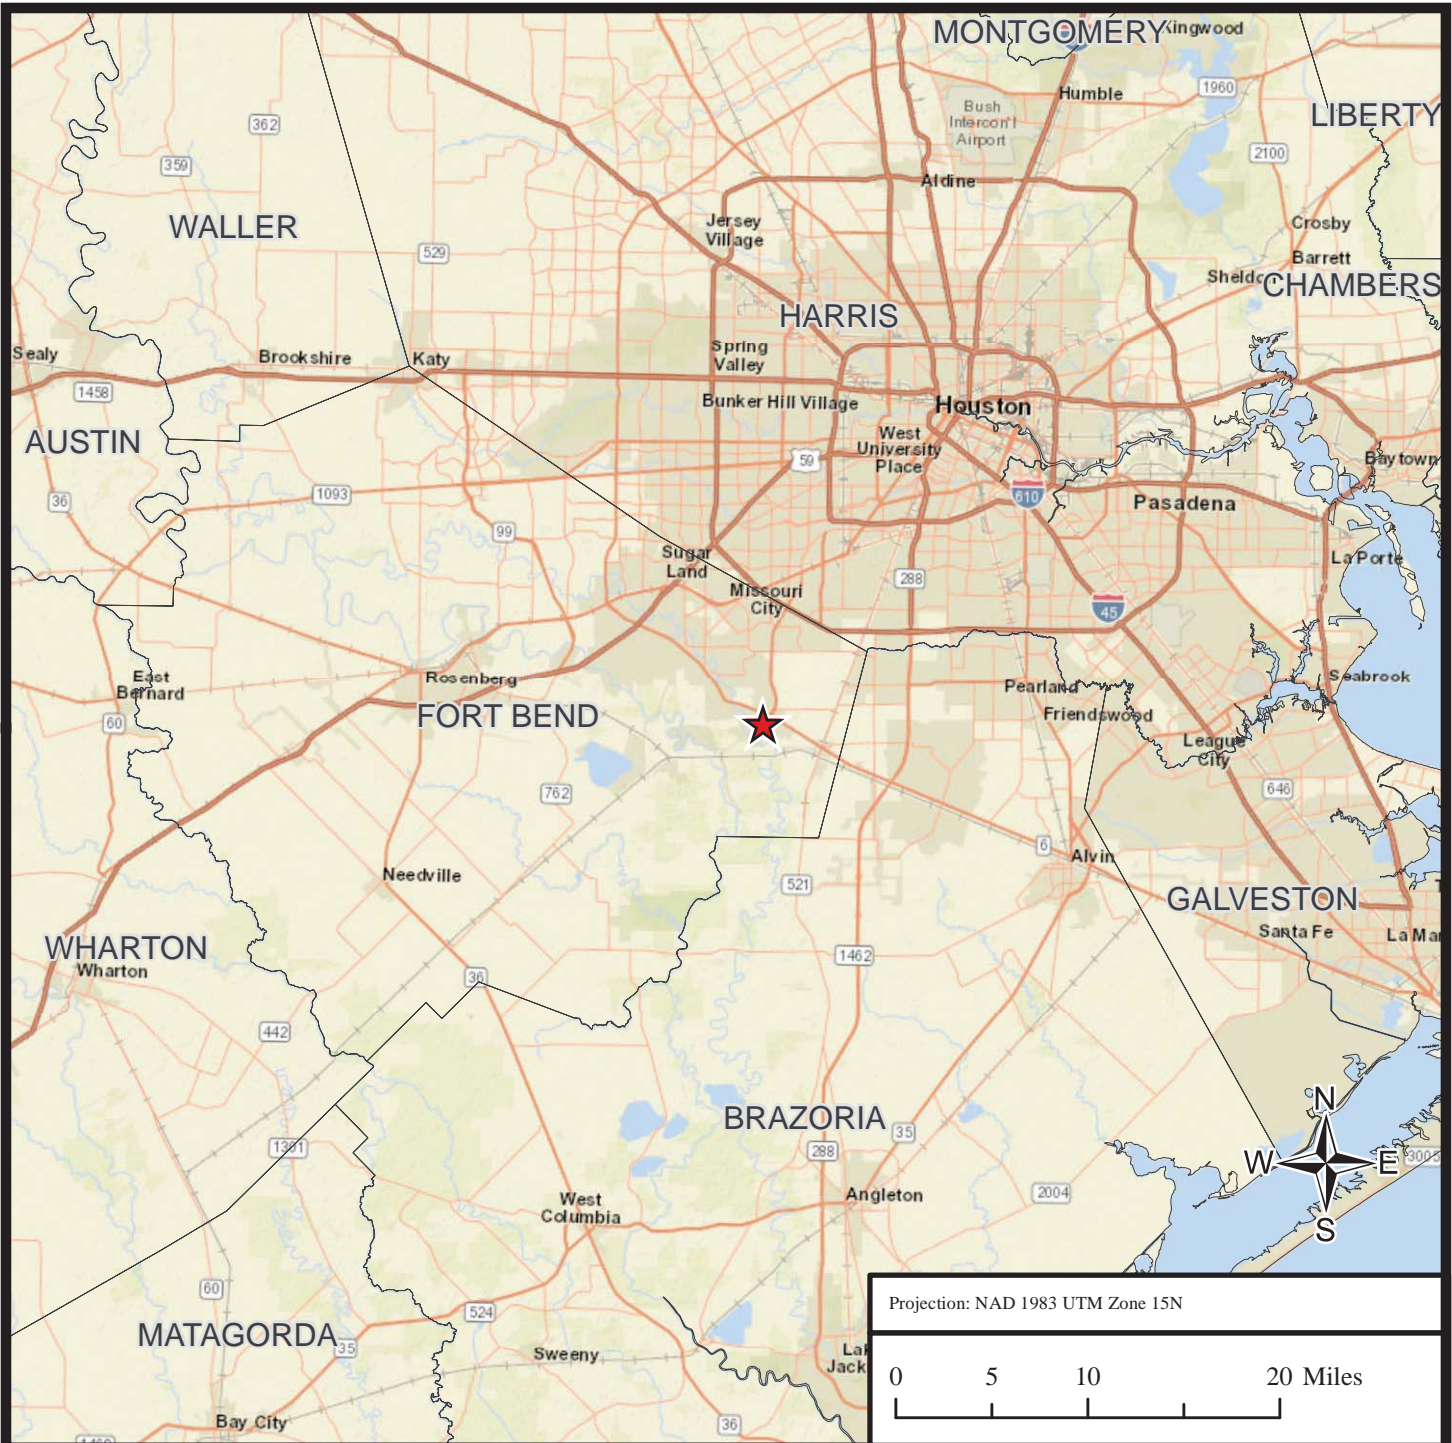 MONTGOMERY
Kingwood
1960
Humble
362
Bush
Intercon'l
Airport
LIBERTY
359
2100
Aldine
WALLER
Jersey
Village
Crosby
529
Barrett
CHAMBERS
HARRIS
Sealy
Brookshire
Katy
Spring
Valley
1458
Bunker Hill Village
Houston
AUSTIN
West
University
Place
59
Baytown
36
1093
610
Pasadena
99
Sugar
Land
La Porte
288
Missouri
City
45
East
Bernard
Rosenberg
Pearland
Seabrook
60
FORT BEND
Friendswood
League
City
762
646
6
Alvin
Needville
521
GALVESTON
Santa Fe
La Mar
WHARTON
Wharton
1462
36
442
BRAZORIA
35
N
1301
288
W
E
3005
West
Columbia
Angleton
2004
S
60
524
Projection: NAD 1983 UTM Zone 15N
MATAGORDA
35
Sweeny
Jack
0 5 10 20 Miles
Bay City
36